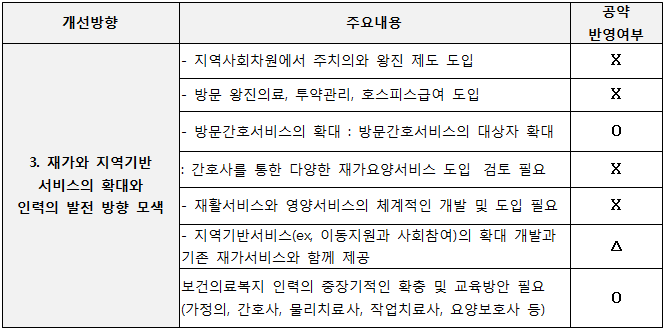 개선방향 주요내용 공약
반영여부
3. 재가와 지역기반
서비스의 확대와
인력의 발전 방향 모색
- 지역사회차원에서 주치의와 왕진 제도 도입 X
- 방문 왕진의료, 투약관리, 호스피스급여 도입 X
- 방문간호서비스의 확대 : 방문간호서비스의 대상자 확대 O
: 간호사를 통한 다양한 재가요양서비스 도입 검토 필요 X
- 재활서비스와 영양서비스의 체계적인 개발 및 도입 필요 X
- 지역기반서비스(ex, 이동지원과 사회참여)의 확대 개발과
기존 재가서비스와 함께 제공 Δ
보건의료복지 인력의 중장기적인 확충 및 교육방안 필요
(가정의, 간호사, 물리치료사, 작업치료사, 요양보호사 등) O